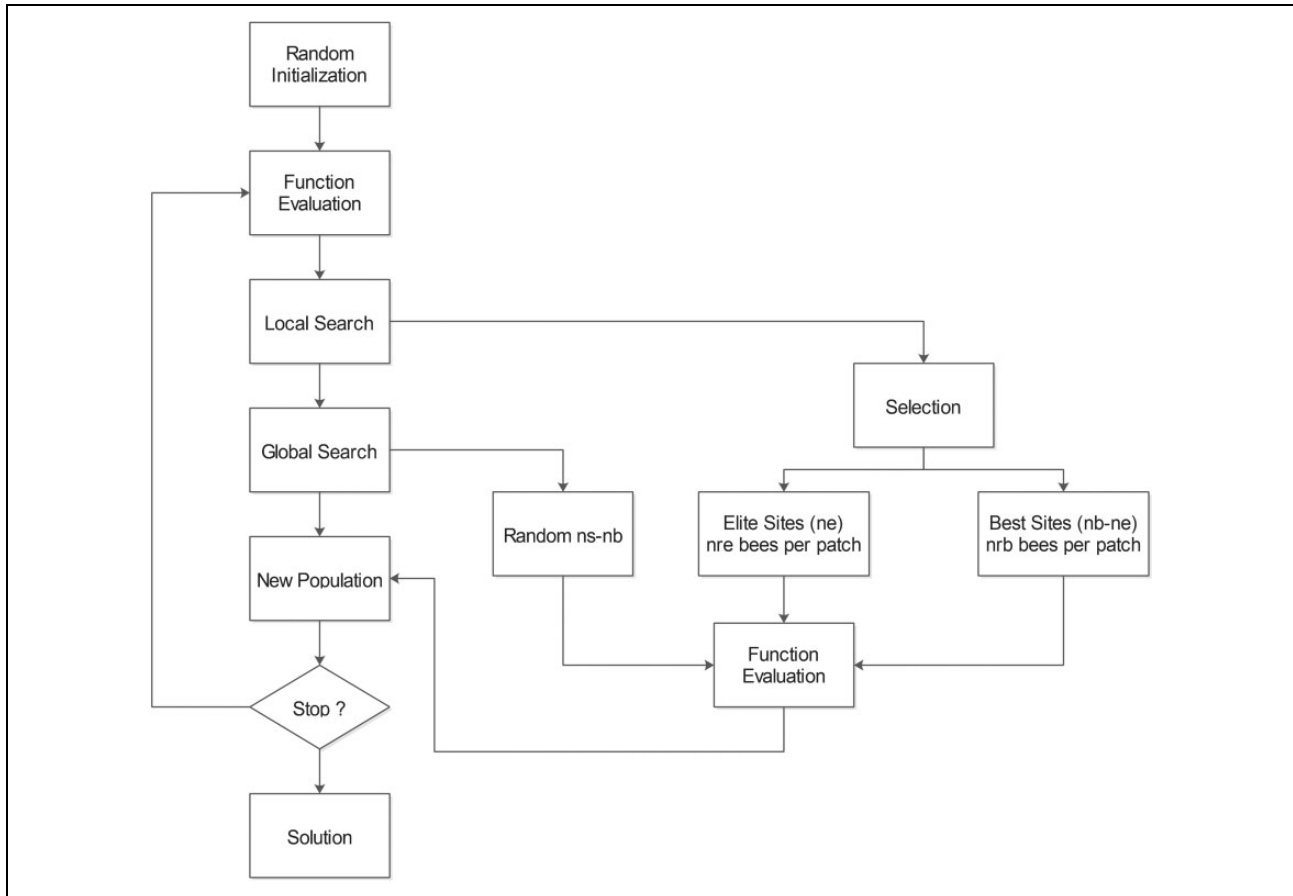 Random
Initialization
Function
Evaluation
Local Search
Selection
Global Search
Random ns-nb
Elite Sites (ne)
nre bees per patch
Best Sites (nb-ne)
nrb bees per patch
New Population
Function
Evaluation
Stop ?
Solution